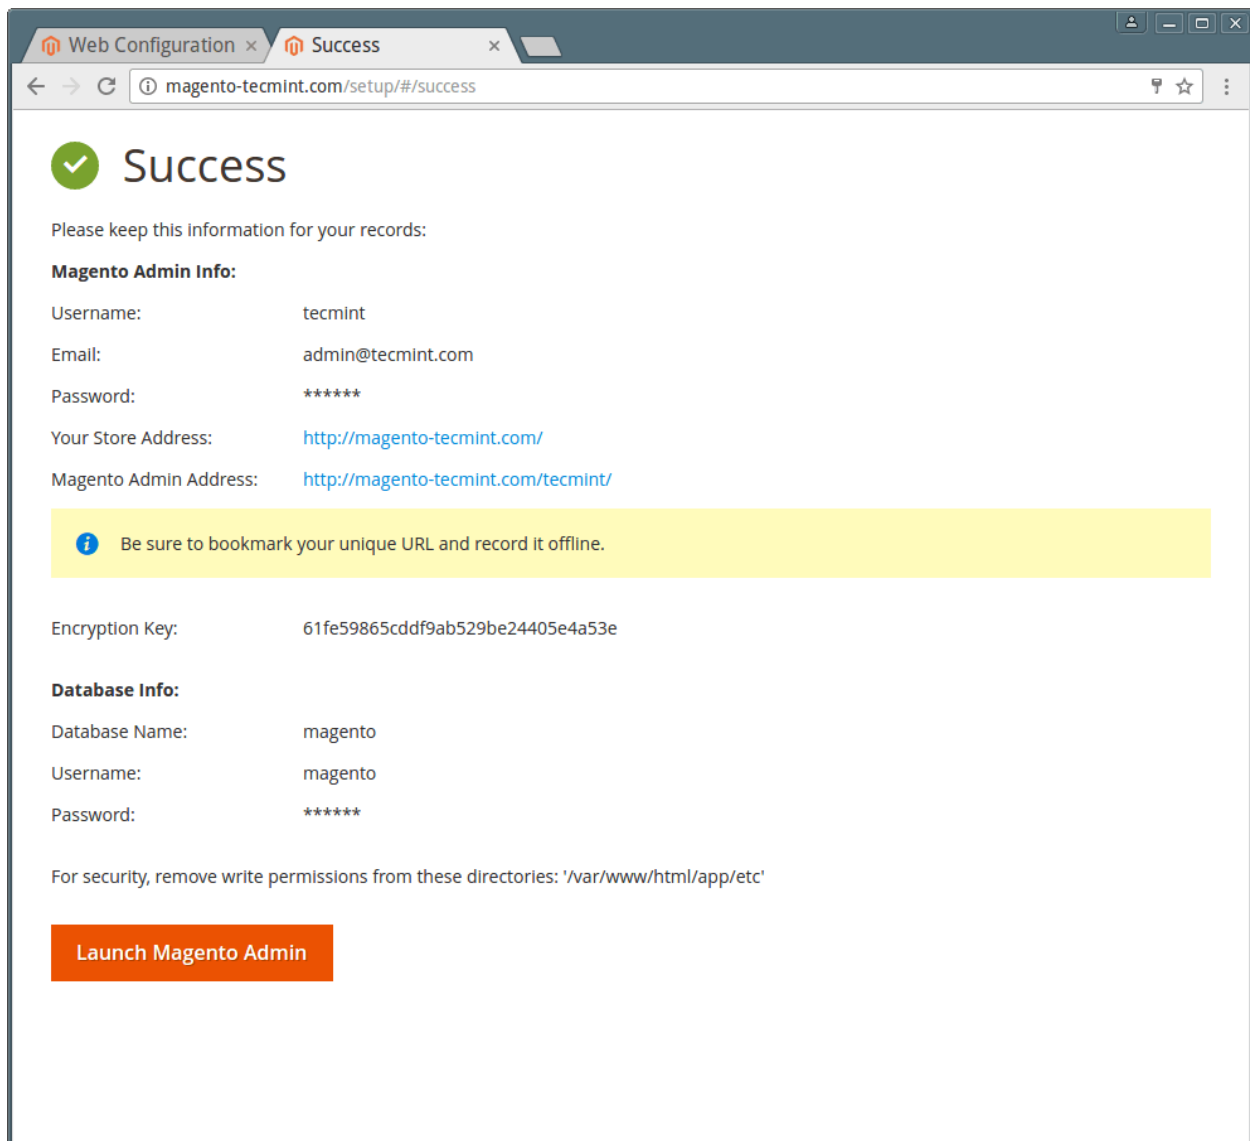 Web Configuration
Success
magento-tecmint.com/setup/#/success
Success
Please keep this information for your records:
Magento Admin Info:
Username: tecmint
Email: admin@tecmint.com
Password: ******
Your Store Address: http://magento-tecmint.com/
Magento Admin Address: http://magento-tecmint.com/tecmint/
Be sure to bookmark your unique URL and record it offline.
Encryption Key: 61fe59865cddf9ab529be24405e4a53e
Database Info:
Database Name: magento
Username: magento
Password: ******
For security, remove write permissions from these directories: '/var/www/html/app/etc'
Launch Magento Admin